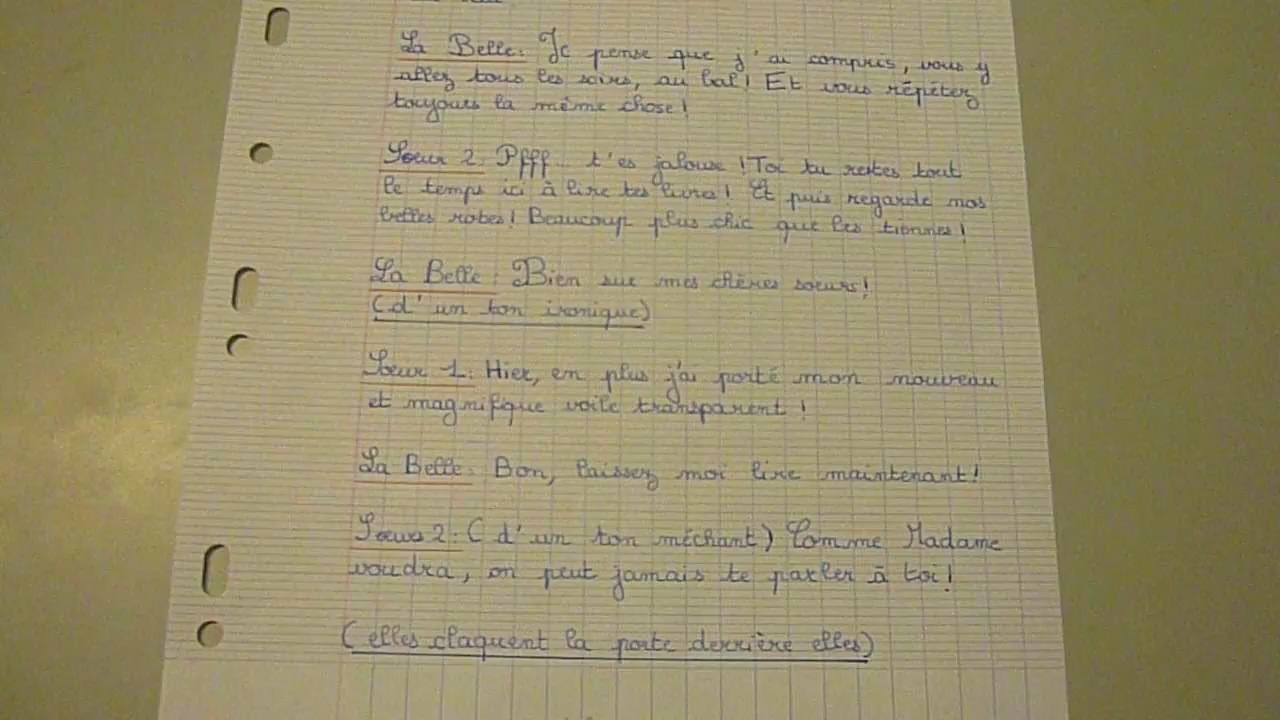 La Belle: Je pense que j'ai compris, vous y
allez tous les soirs, au bal! Et vous répétez
toujours la même chose!
Soeur 2: Pfff... t'es jalouse! Toi tu restes tout
le temps ici à lire tes livres! Et puis regarde nos
belles robes! Beaucoup plus chic que les tiennes!
La Belle: Bien sur mes chères soeurs!
(d'un ton ironique)
Soeur 1: Hier, en plus j'ai porté mon nouveau
et magnifique voile transparent!
La Belle: Bon, laissez moi lire maintenant!
Soeur 2: (d'un ton méchant) Comme Madame
voudra, on peut jamais te parler à toi!
(elles claquent la porte derrière elles)